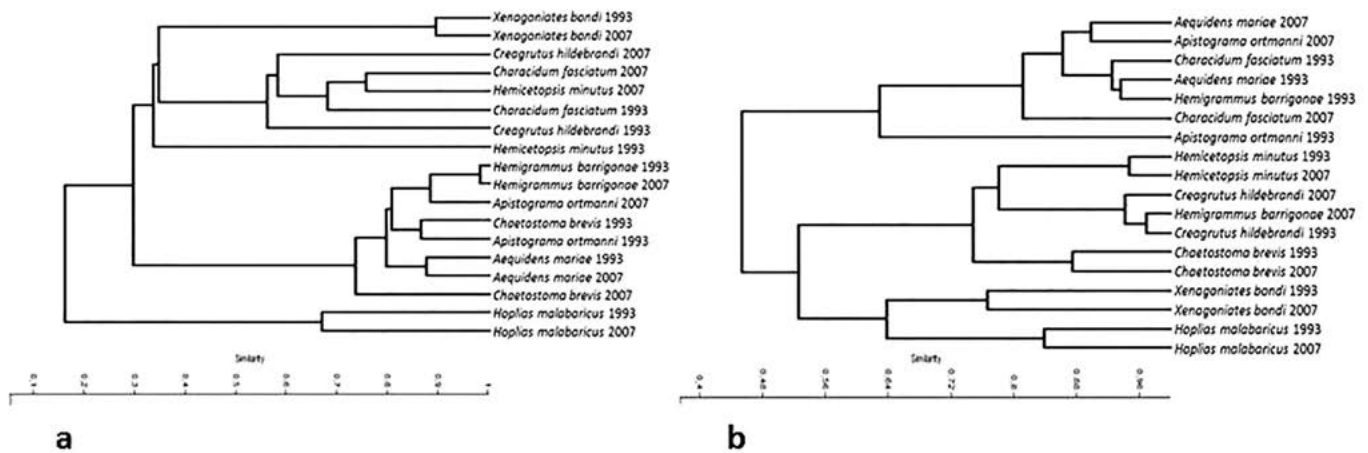 Xenagoniates bondi 1993
Xenagoniates bondi 2007
Creagrutus hildebrandi 2007
Characidum fasciatum 2007
Hemicetopsis minutus 2007
Characidum fasciatum 1993
Creagrutus hildebrandi 1993
Hemicetopsis minutus 1993
Hemigrammus barrigonae 1993
Hemigrammus barrigonae 2007
Apistograma ortmanni 2007
Chaetostoma brevis 1993
Apistograma ortmanni 1993
Aequidens mariae 1993
Aequidens mariae 2007
Chaetostoma brevis 2007
Hoplias malabaricus 1993
Hoplias malabaricus 2007
Similarity
0.1 0.2 0.3 0.4 0.5 0.6 0.7 0.8 0.9 1
a
Aequidens mariae 2007
Apistograma ortmanni 2007
Characidum fasciatum 1993
Aequidens mariae 1993
Hemigrammus barrigonae 1993
Characidum fasciatum 2007
Apistograma ortmanni 1993
Hemicetopsis minutus 1993
Hemicetopsis minutus 2007
Creagrutus hildebrandi 2007
Hemigrammus barrigonae 2007
Creagrutus hildebrandi 1993
Chaetostoma brevis 1993
Chaetostoma brevis 2007
Xenagoniates bondi 1993
Xenagoniates bondi 2007
Hoplias malabaricus 1993
Hoplias malabaricus 2007
Similarity
0.4 0.48 0.56 0.64 0.72 0.8 0.88 0.96
b